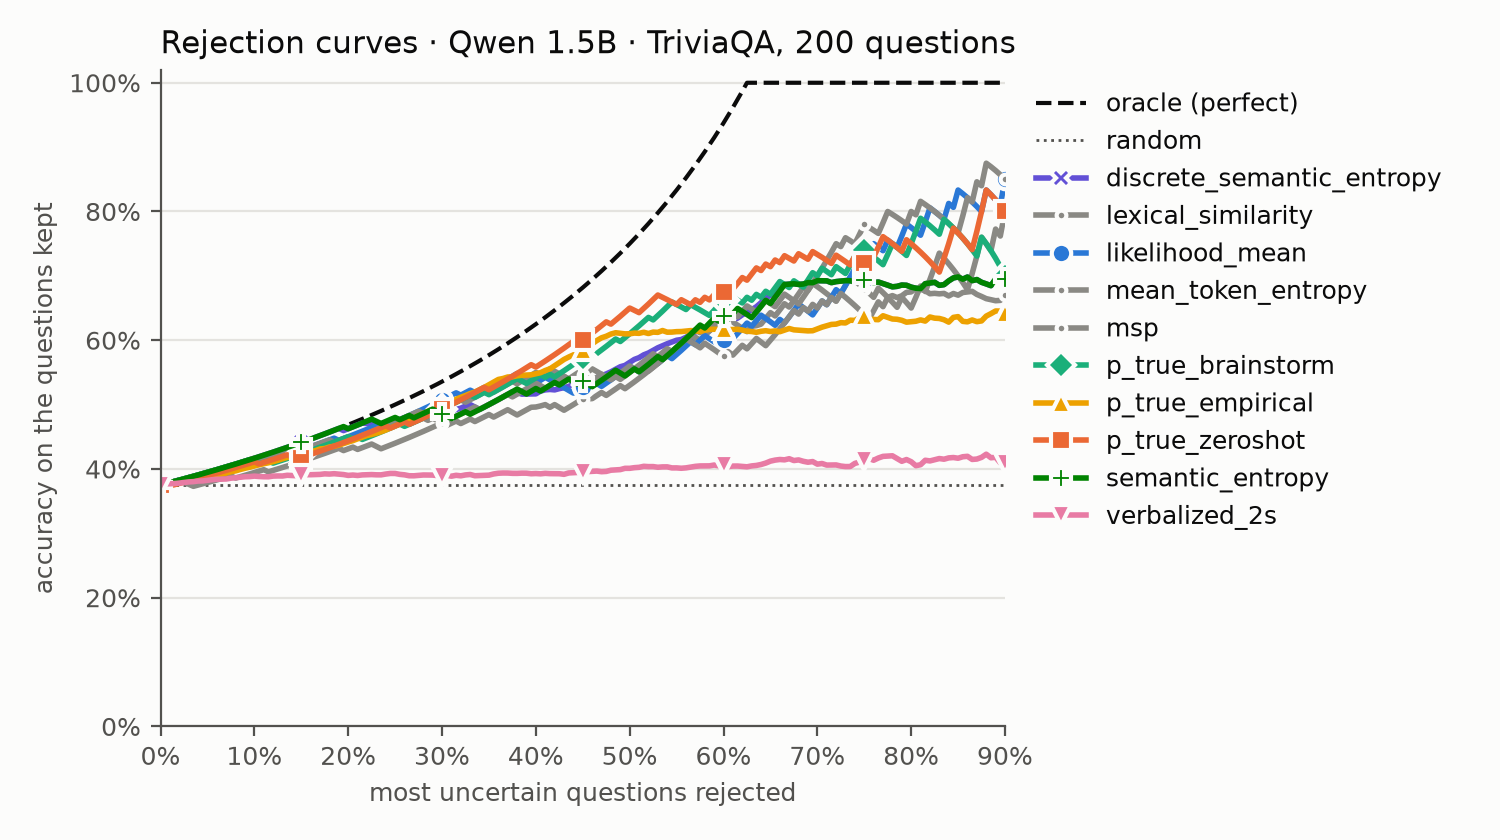 Rejection curves · Qwen 1.5B · TriviaQA, 200 questions
100%
80%
60%
40%
20%
0%
accuracy on the questions kept
0% 10% 20% 30% 40% 50% 60% 70% 80% 90%
most uncertain questions rejected
oracle (perfect)
random
discrete_semantic_entropy
lexical_similarity
likelihood_mean
mean_token_entropy
msp
p_true_brainstorm
p_true_empirical
p_true_zeroshot
semantic_entropy
verbalized_2s